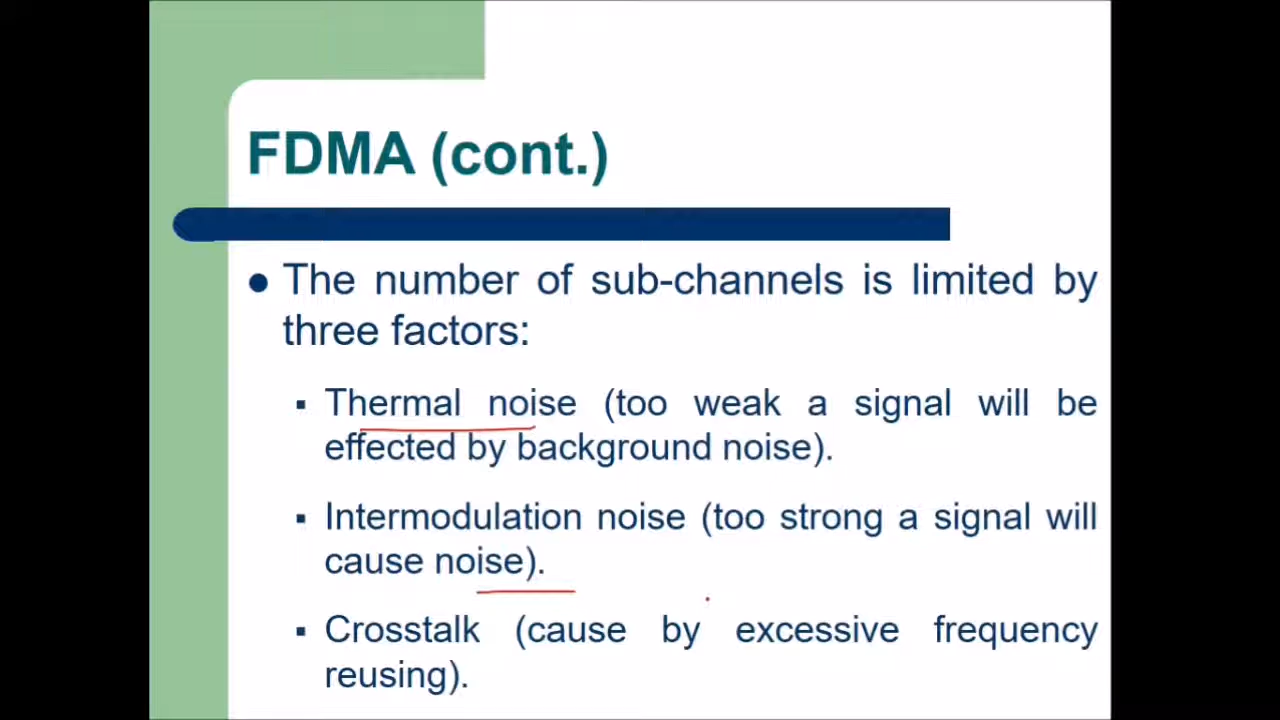 FDMA (cont.)
The number of sub-channels is limited by
three factors:
Thermal noise (too weak a signal will be
effected by background noise).
Intermodulation noise (too strong a signal will
cause noise).
Crosstalk (cause by excessive frequency
reusing).